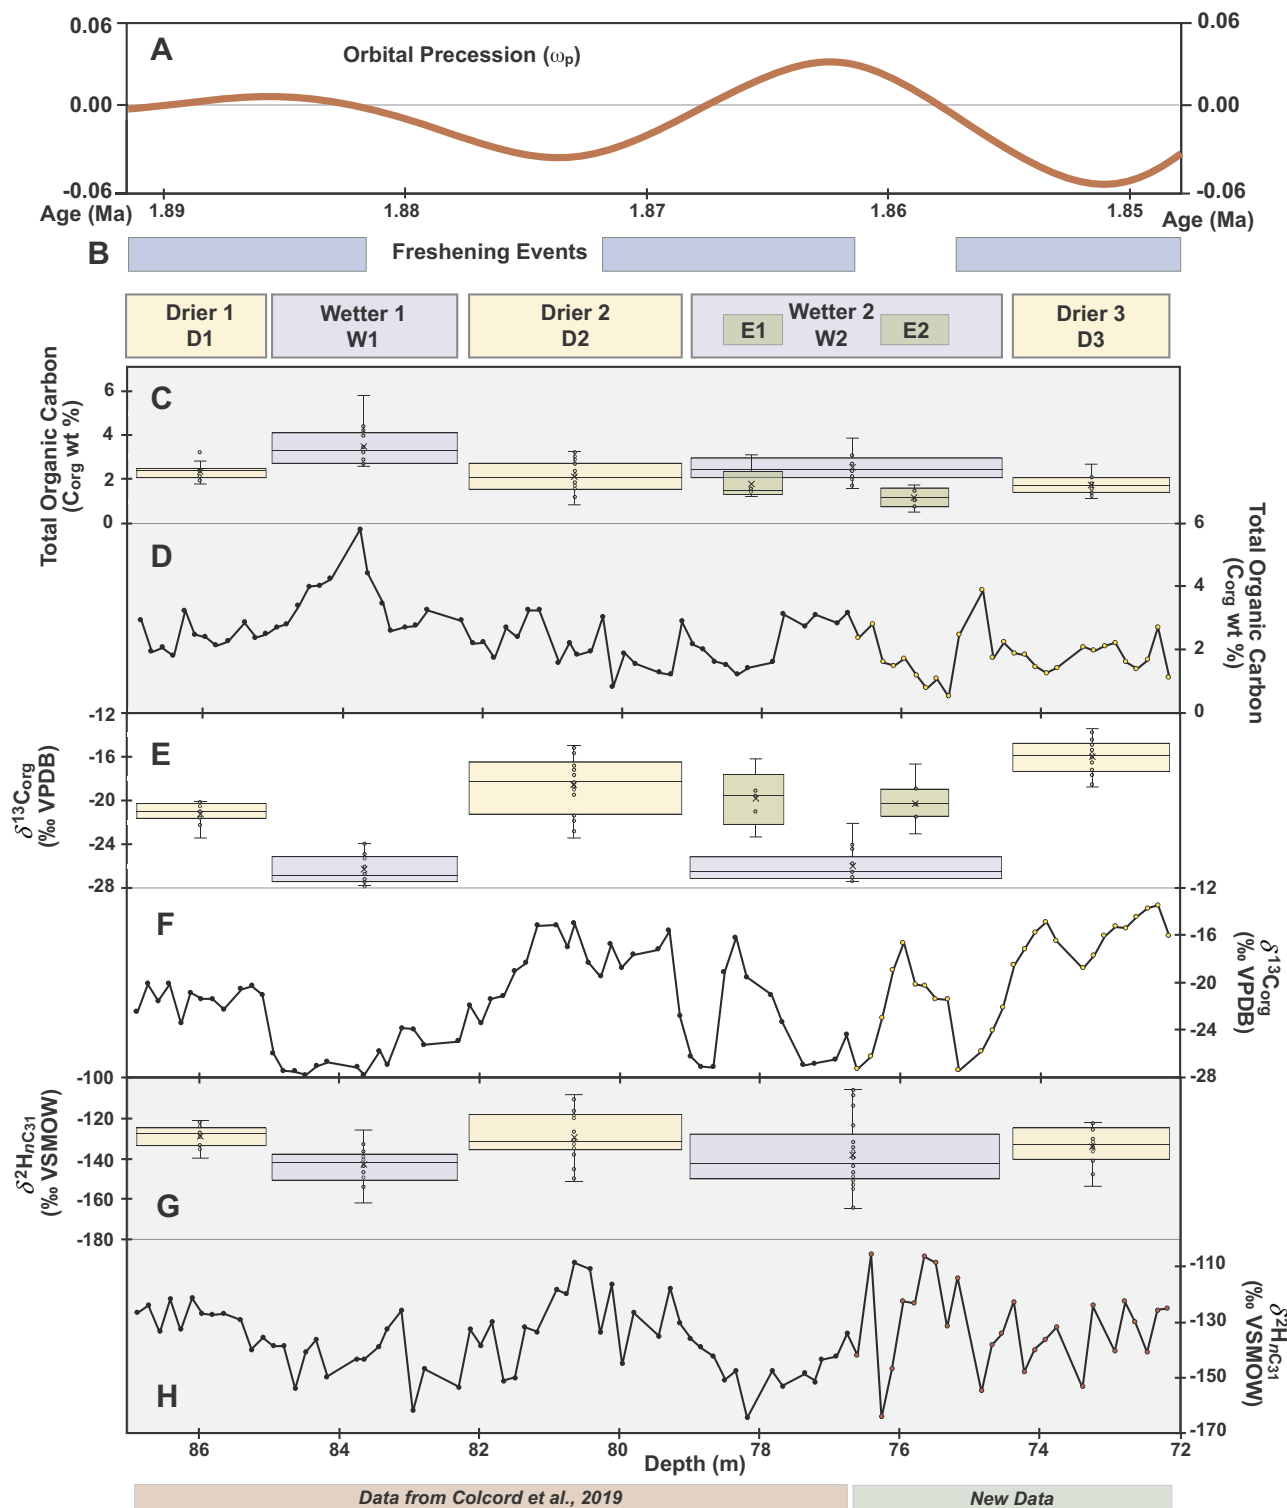 0.06
0.06
A
Orbital Precession (ωp)
0.00
0.00
-0.06
-0.06
Age (Ma)
1.89
1.88
1.87
1.86
1.85
Age (Ma)
B
Freshening Events
Drier 1
D1
Wetter 1
W1
Drier 2
D2
Wetter 2
W2
E1
E2
Drier 3
D3
C
Total Organic Carbon
(Corg wt %)
6
4
2
0
D
6
4
2
0
Total Organic Carbon
(Corg wt %)
E
δ13Corg
(‰ VPDB)
-12
-16
-20
-24
-28
F
-12
-16
-20
-24
-28
δ13Corg
(‰ VPDB)
G
δ2HnC31
(‰ VSMOW)
-100
-120
-140
-160
-180
H
-110
-130
-150
-170
δ2HnC31
(‰ VSMOW)
86
84
82
80
78
76
74
72
Depth (m)
Data from Colcord et al., 2019
New Data